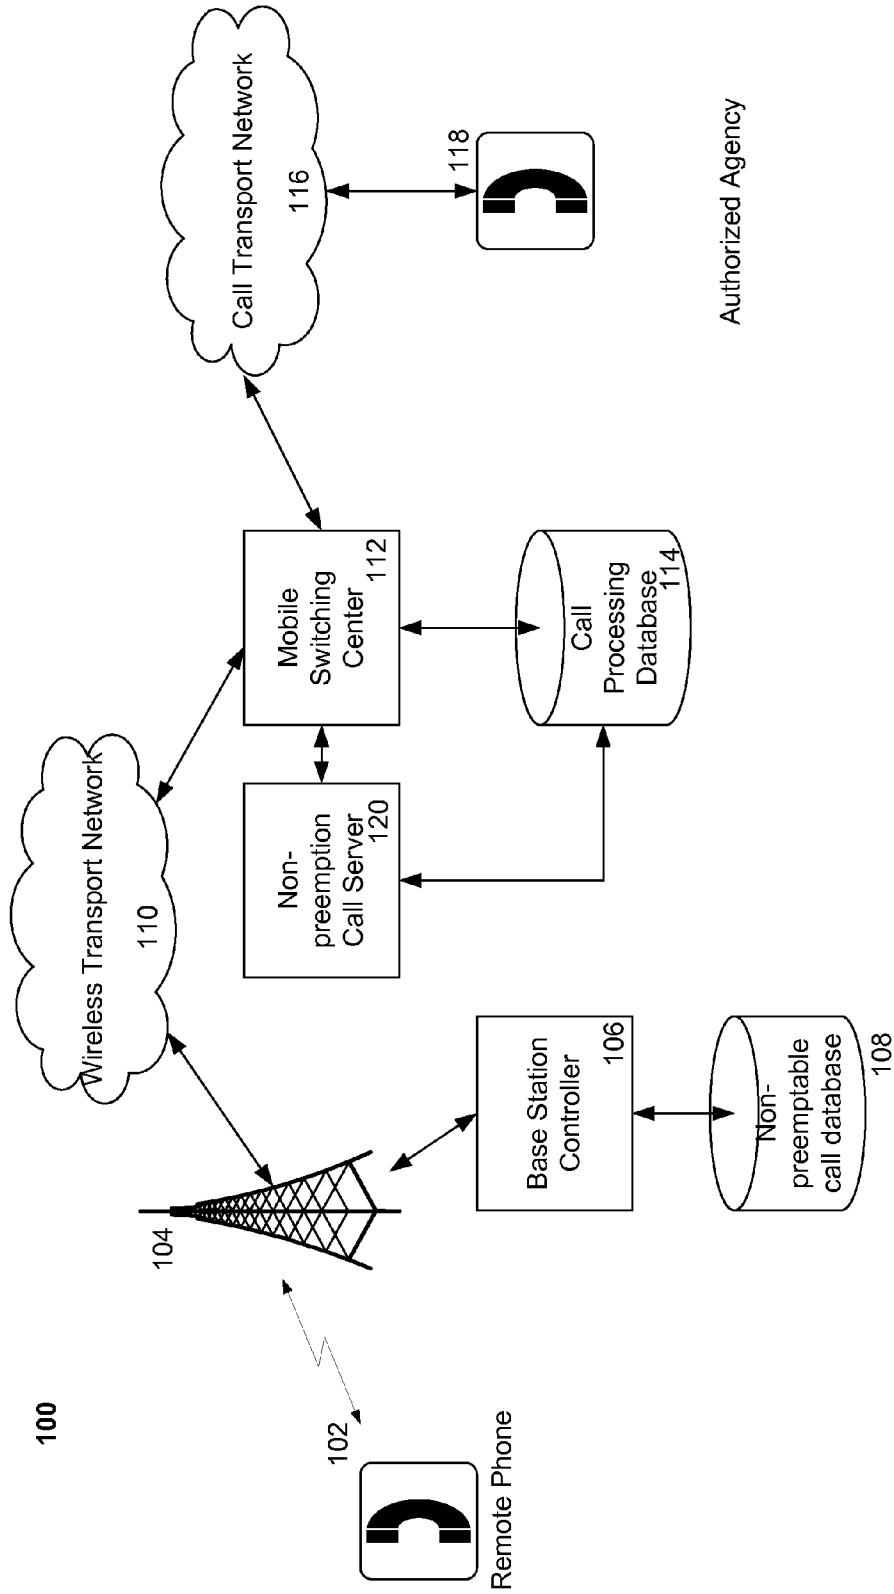 100
102
Remote Phone
104
Wireless Transport Network
110
Base Station
Controller
106
Non-
preemptable
call database
108
Non-
preemption
Call Server
120
Mobile
Switching
Center
112
Call
Processing
Database
114
Call Transport Network
116
118
Authorized Agency